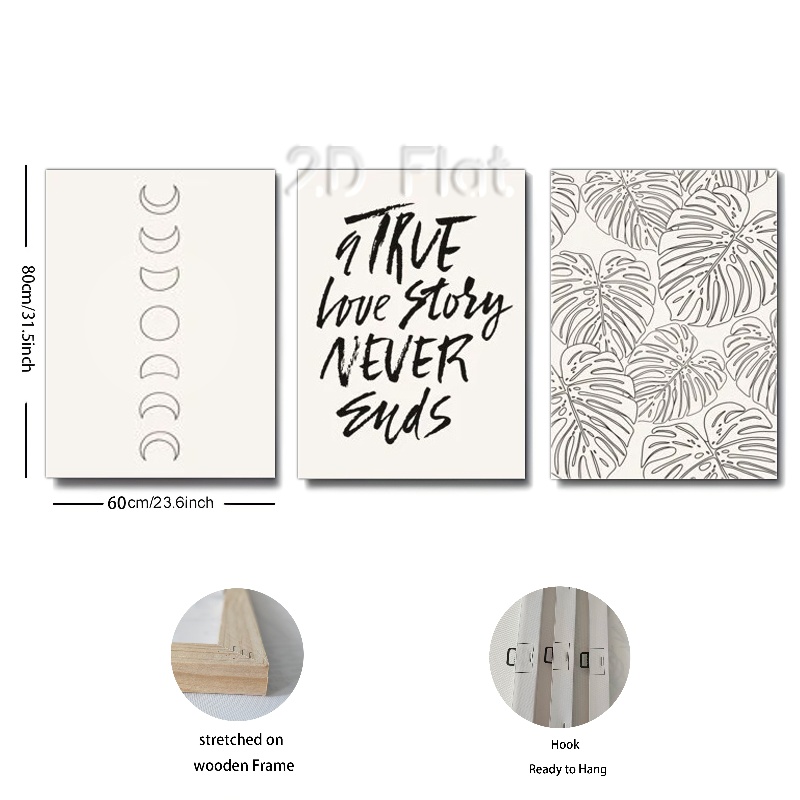 2D Flat
a TRUE
love story
NEVER
Ends
80cm/31.5inch
60cm/23.6inch
stretched on
wooden Frame
Hook
Ready to Hang